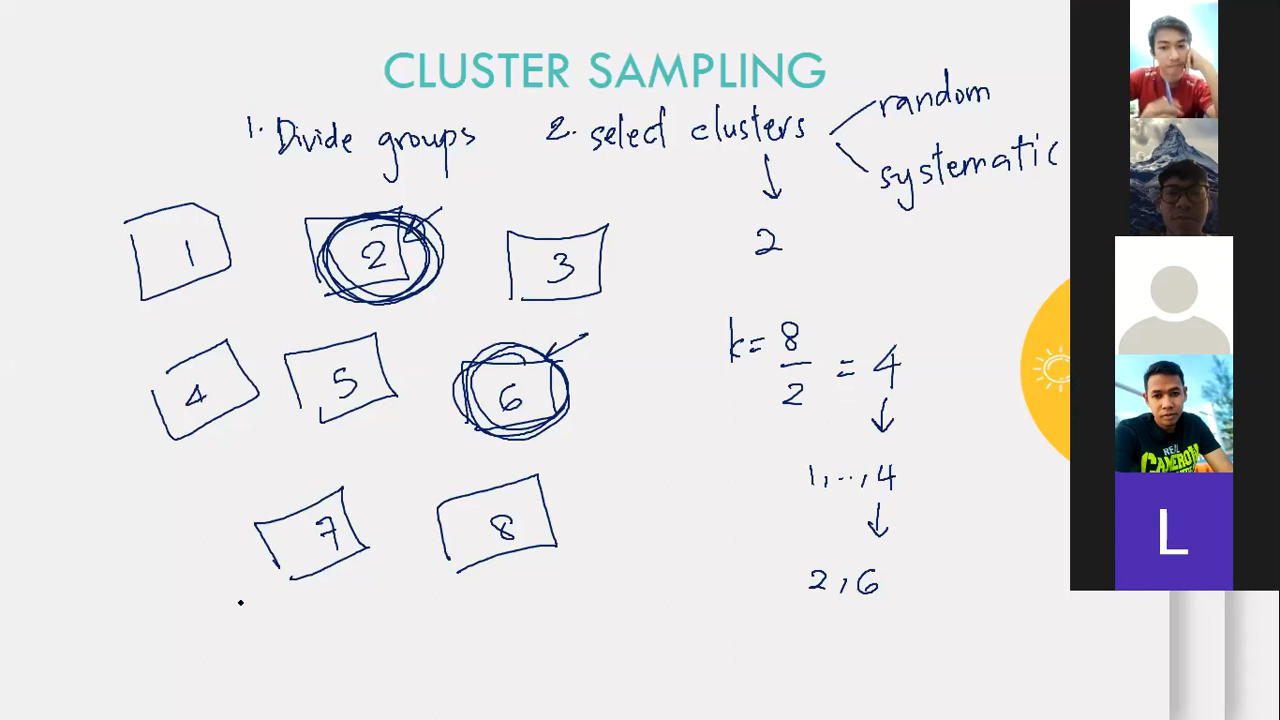 CLUSTER SAMPLING
1. Divide groups
2. select clusters
random
systematic
2
1
2
3
4
5
6
7
8
k = 8/2 = 4
1, ..., 4
2, 6
REAL
CAMEROON
L